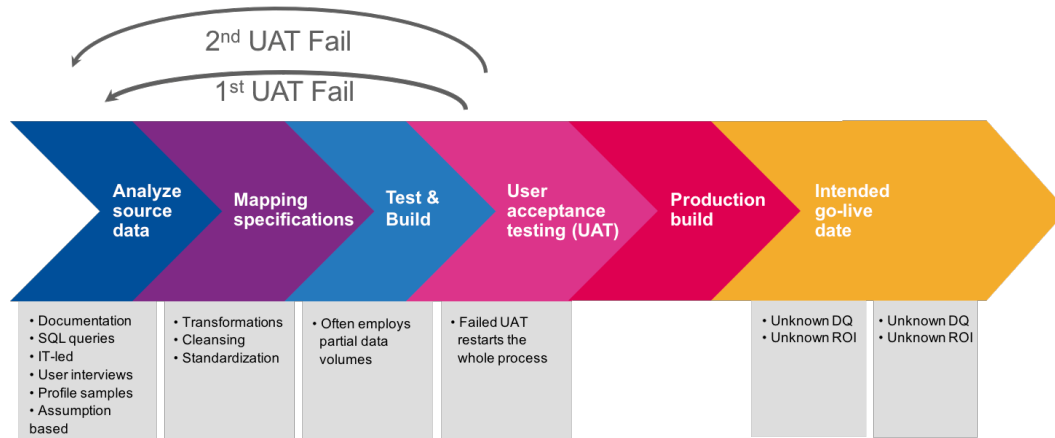 2nd UAT Fail
1st UAT Fail
Analyze
source
data
Mapping
specifications
Test &
Build
User
acceptance
testing (UAT)
Production
build
Intended
go-live
date
• Documentation
• SQL queries
• IT-led
• User interviews
• Profile samples
• Assumption
based
• Transformations
• Cleansing
• Standardization
• Often employs
partial data
volumes
• Failed UAT
restarts the
whole process
• Unknown DQ
• Unknown ROI
• Unknown DQ
• Unknown ROI